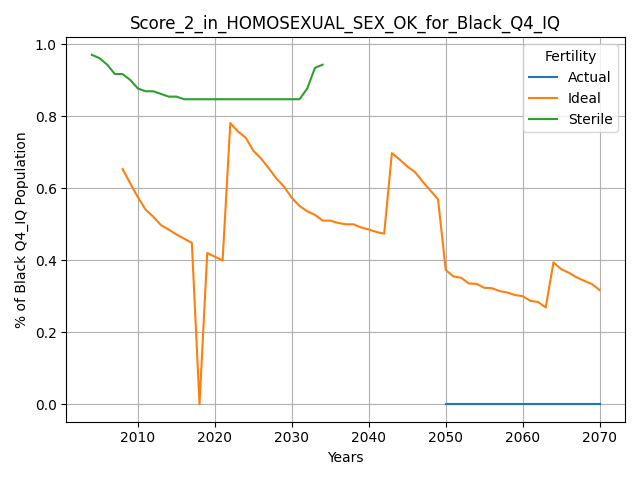 Score_2_in_HOMOSEXUAL_SEX_OK_for_Black_Q4_IQ
% of Black Q4_IQ Population
1.0
0.8
0.6
0.4
0.2
0.0
Fertility
Actual
Ideal
Sterile
2010 2020 2030 2040 2050 2060 2070
Years